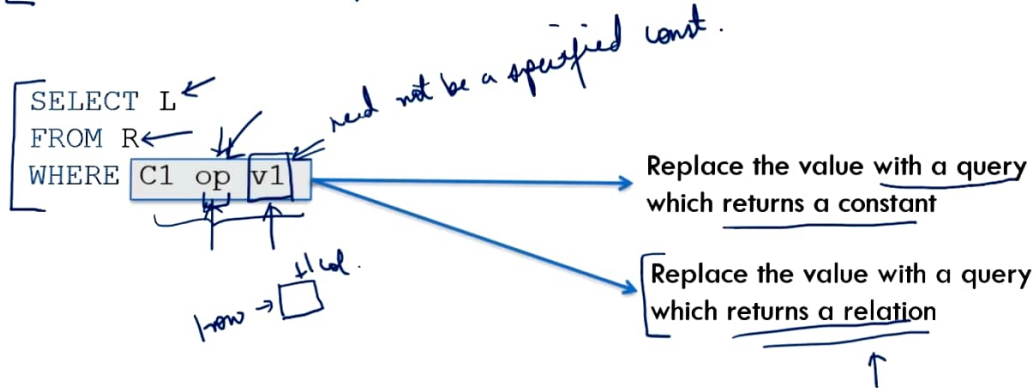 need not be a specified const.
SELECT L
FROM R
WHERE C1 op v1
Replace the value with a query
which returns a constant
↓1 col.
1 row →
Replace the value with a query
which returns a relation